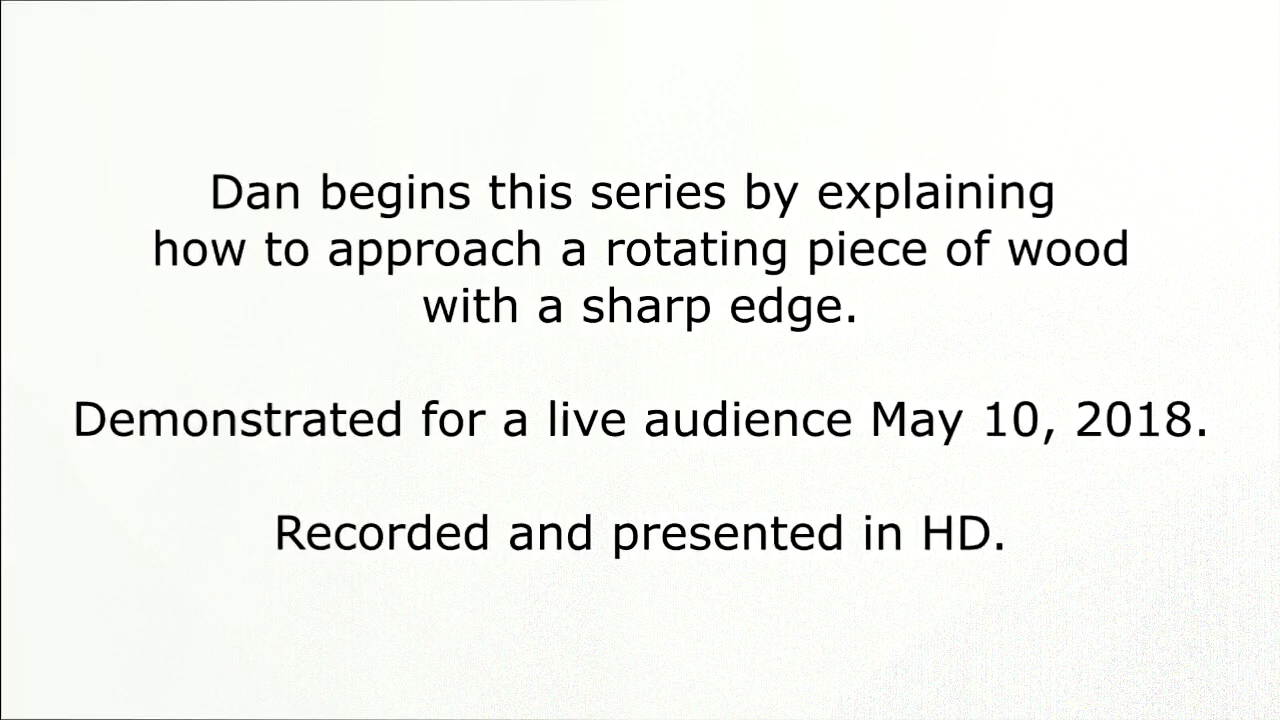 Dan begins this series by explaining
how to approach a rotating piece of wood
with a sharp edge.
Demonstrated for a live audience May 10, 2018.
Recorded and presented in HD.